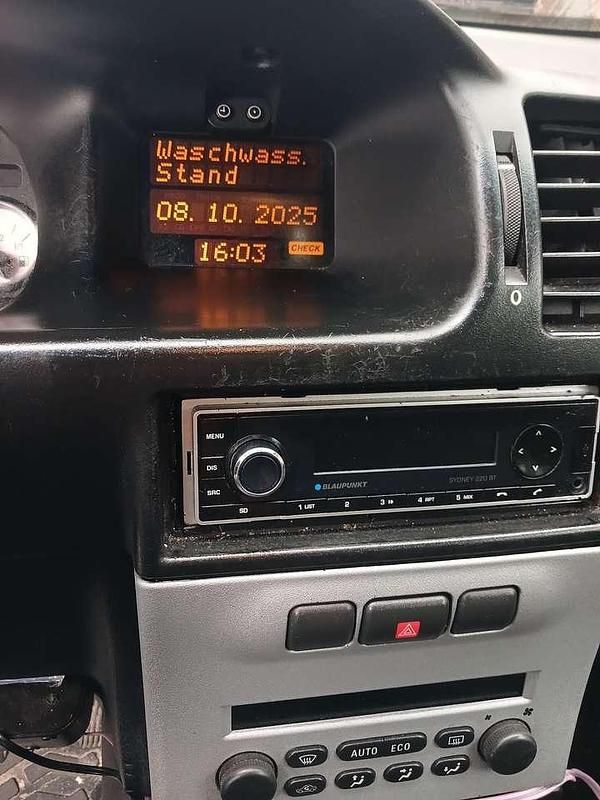 Waschwass.
Stand
08. 10. 2025
16:03 CHECK
0
MENU
DIS
SRC
BLAUPUNKT
SYDNEY 220 BT
SD 1 LIST 2 3 4 RPT 5 MIX
AUTO ECO